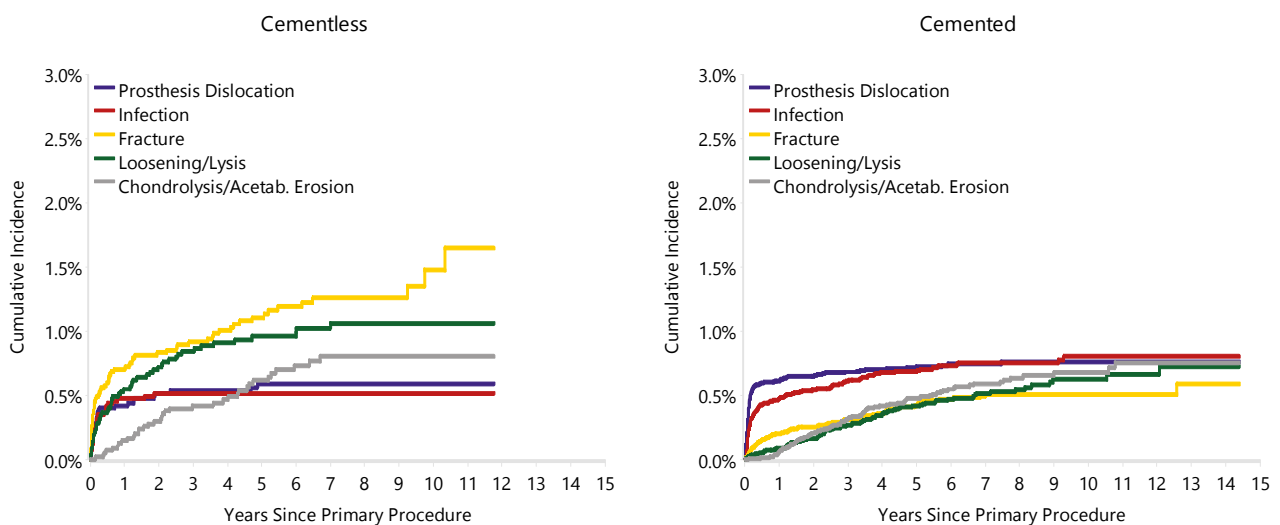 Cementless
3.0%
2.5%
2.0%
1.5%
1.0%
0.5%
0.0%
Cumulative Incidence
Prosthesis Dislocation
Infection
Fracture
Loosening/Lysis
Chondrolysis/Acetab. Erosion
0 1 2 3 4 5 6 7 8 9 10 11 12 13 14 15
Years Since Primary Procedure
Cemented
3.0%
2.5%
2.0%
1.5%
1.0%
0.5%
0.0%
Cumulative Incidence
Prosthesis Dislocation
Infection
Fracture
Loosening/Lysis
Chondrolysis/Acetab. Erosion
0 1 2 3 4 5 6 7 8 9 10 11 12 13 14 15
Years Since Primary Procedure